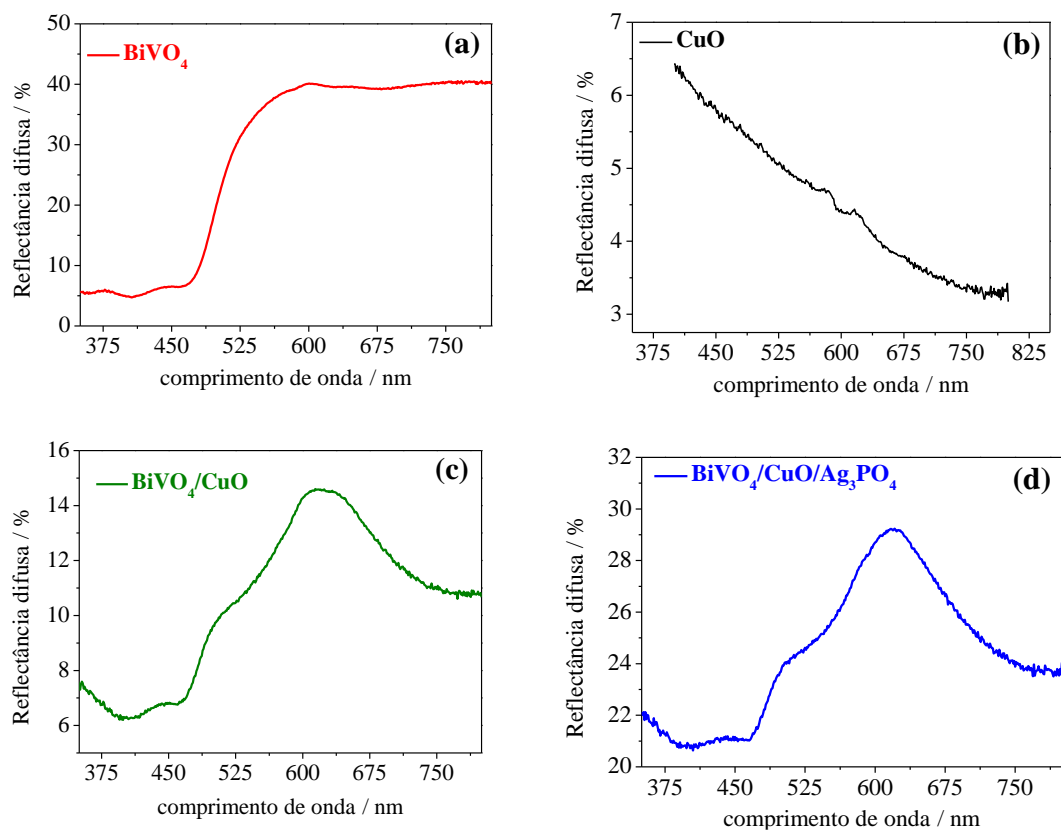 (a)
BiVO₄
Reflectância difusa / %
50
40
30
20
10
0
375 450 525 600 675 750
comprimento de onda / nm
(b)
CuO
Reflectância difusa / %
7
6
5
4
3
375 450 525 600 675 750 825
comprimento de onda / nm
(c)
BiVO₄/CuO
Reflectância difusa / %
16
14
12
10
8
6
375 450 525 600 675 750
comprimento de onda / nm
(d)
BiVO₄/CuO/Ag₃PO₄
Reflectância difusa / %
32
30
28
26
24
22
20
375 450 525 600 675 750
comprimento de onda / nm